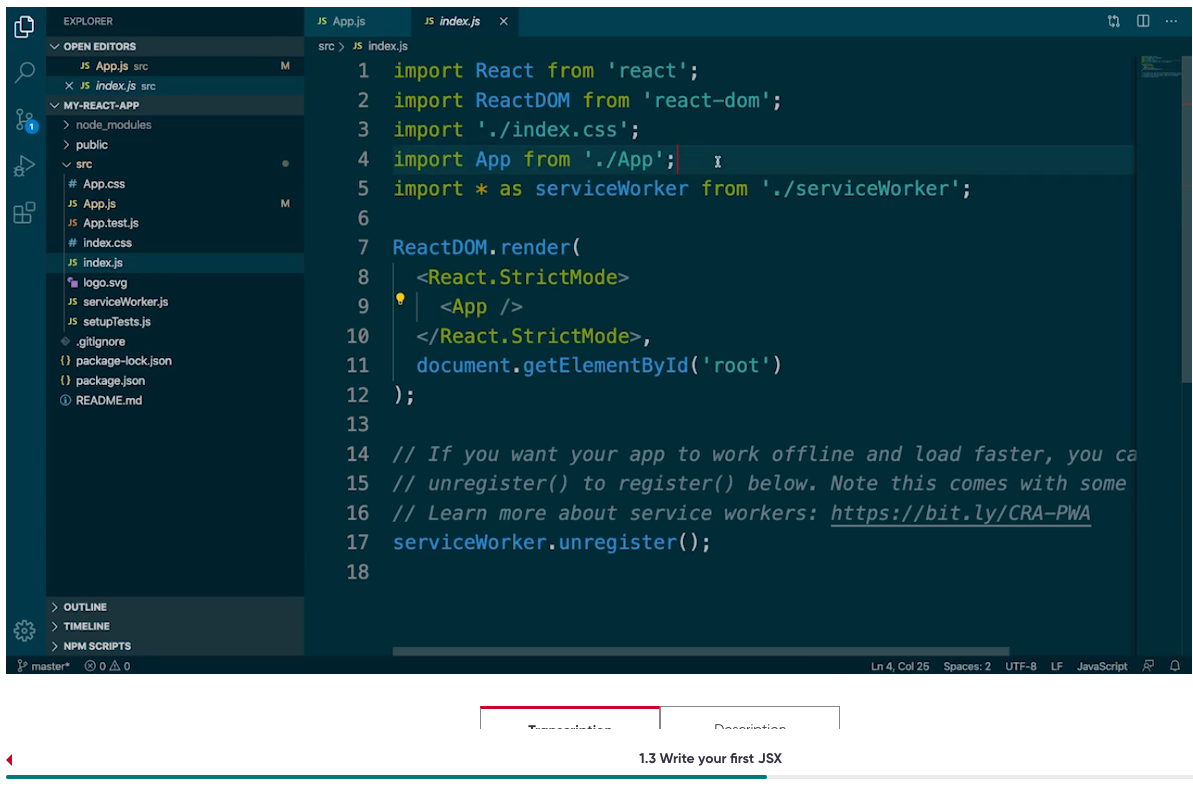 EXPLORER
OPEN EDITORS
JS App.js src M
JS index.js src
MY-REACT-APP
node_modules
public
src
# App.css
JS App.js M
JS App.test.js
# index.css
JS index.js
logo.svg
JS serviceWorker.js
JS setupTests.js
.gitignore
{} package-lock.json
{} package.json
README.md
OUTLINE
TIMELINE
NPM SCRIPTS
1
JS App.js
JS index.js
src > JS index.js
1 import React from 'react';
2 import ReactDOM from 'react-dom';
3 import './index.css';
4 import App from './App';
5 import * as serviceWorker from './serviceWorker';
6
7 ReactDOM.render(
8 <React.StrictMode>
9 <App />
10 </React.StrictMode>,
11 document.getElementById('root')
12 );
13
14 // If you want your app to work offline and load faster, you ca
15 // unregister() to register() below. Note this comes with some
16 // Learn more about service workers: https://bit.ly/CRA-PWA
17 serviceWorker.unregister();
18
master* 0 0 Ln 4, Col 25 Spaces: 2 UTF-8 LF JavaScript
Transcription Description
1.3 Write your first JSX